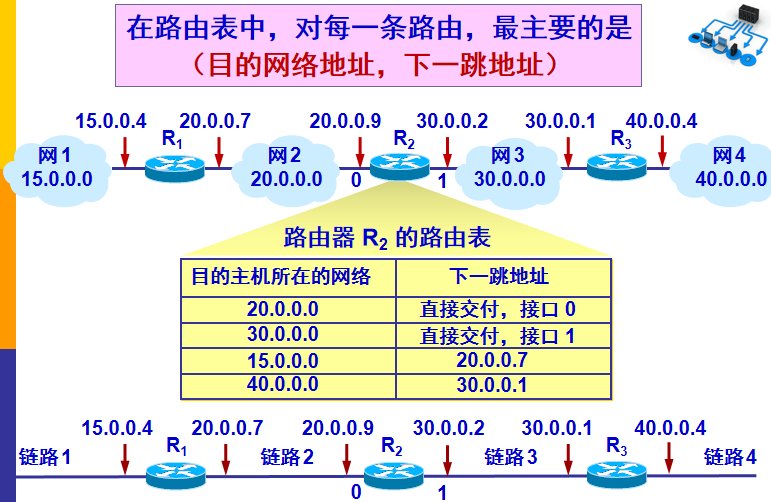 在路由表中，对每一条路由，最主要的是
（目的网络地址，下一跳地址）
15.0.0.4 20.0.0.7 20.0.0.9 30.0.0.2 30.0.0.1 40.0.0.4
R1 R2 R3
网1 网2 网3 网4
15.0.0.0 20.0.0.0 0 1 30.0.0.0 40.0.0.0
路由器 R2 的路由表
目的主机所在的网络 下一跳地址
20.0.0.0 直接交付，接口 0
30.0.0.0 直接交付，接口 1
15.0.0.0 20.0.0.7
40.0.0.0 30.0.0.1
15.0.0.4 20.0.0.7 20.0.0.9 30.0.0.2 30.0.0.1 40.0.0.4
R1 R2 R3
链路1 链路2 链路3 链路4
0 1